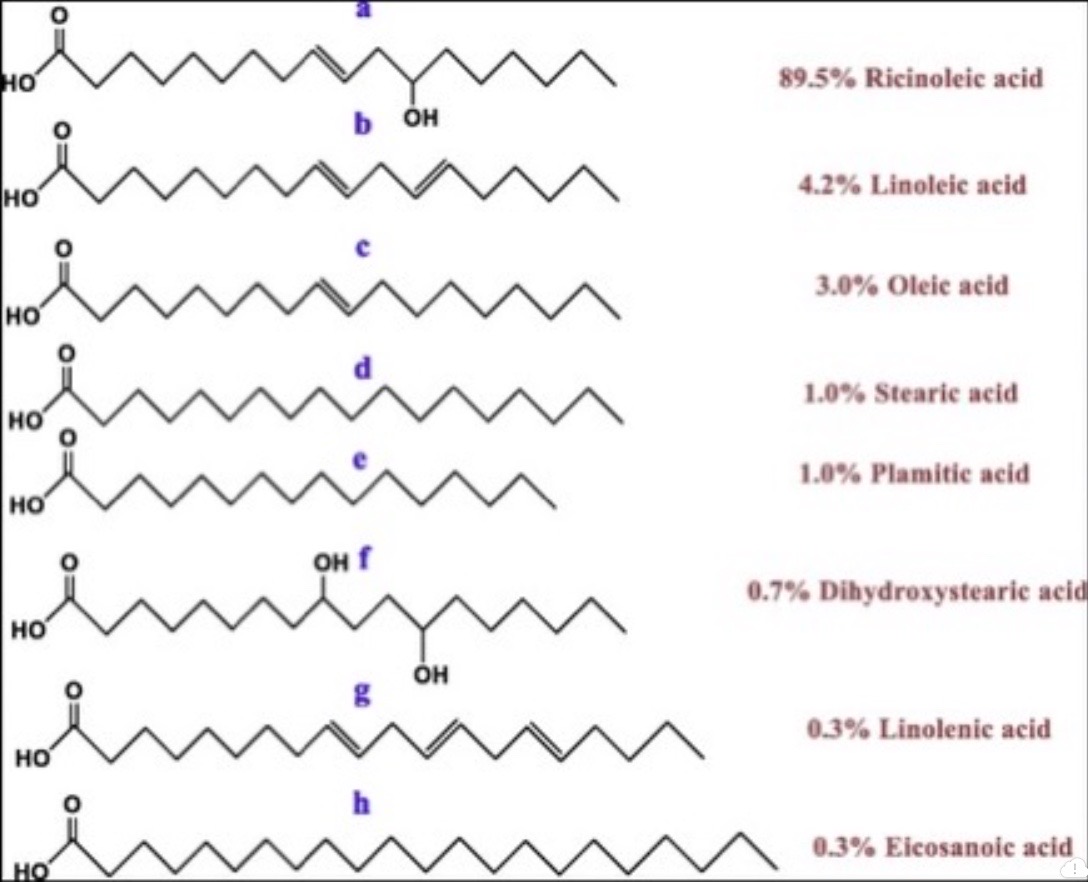 a
O
HO
OH
89.5% Ricinoleic acid
b
O
HO
4.2% Linoleic acid
c
O
HO
3.0% Oleic acid
d
O
HO
1.0% Stearic acid
e
O
HO
1.0% Plamitic acid
f
OH
O
HO
OH
0.7% Dihydroxystearic acid
g
O
HO
0.3% Linolenic acid
h
O
HO
0.3% Eicosanoic acid